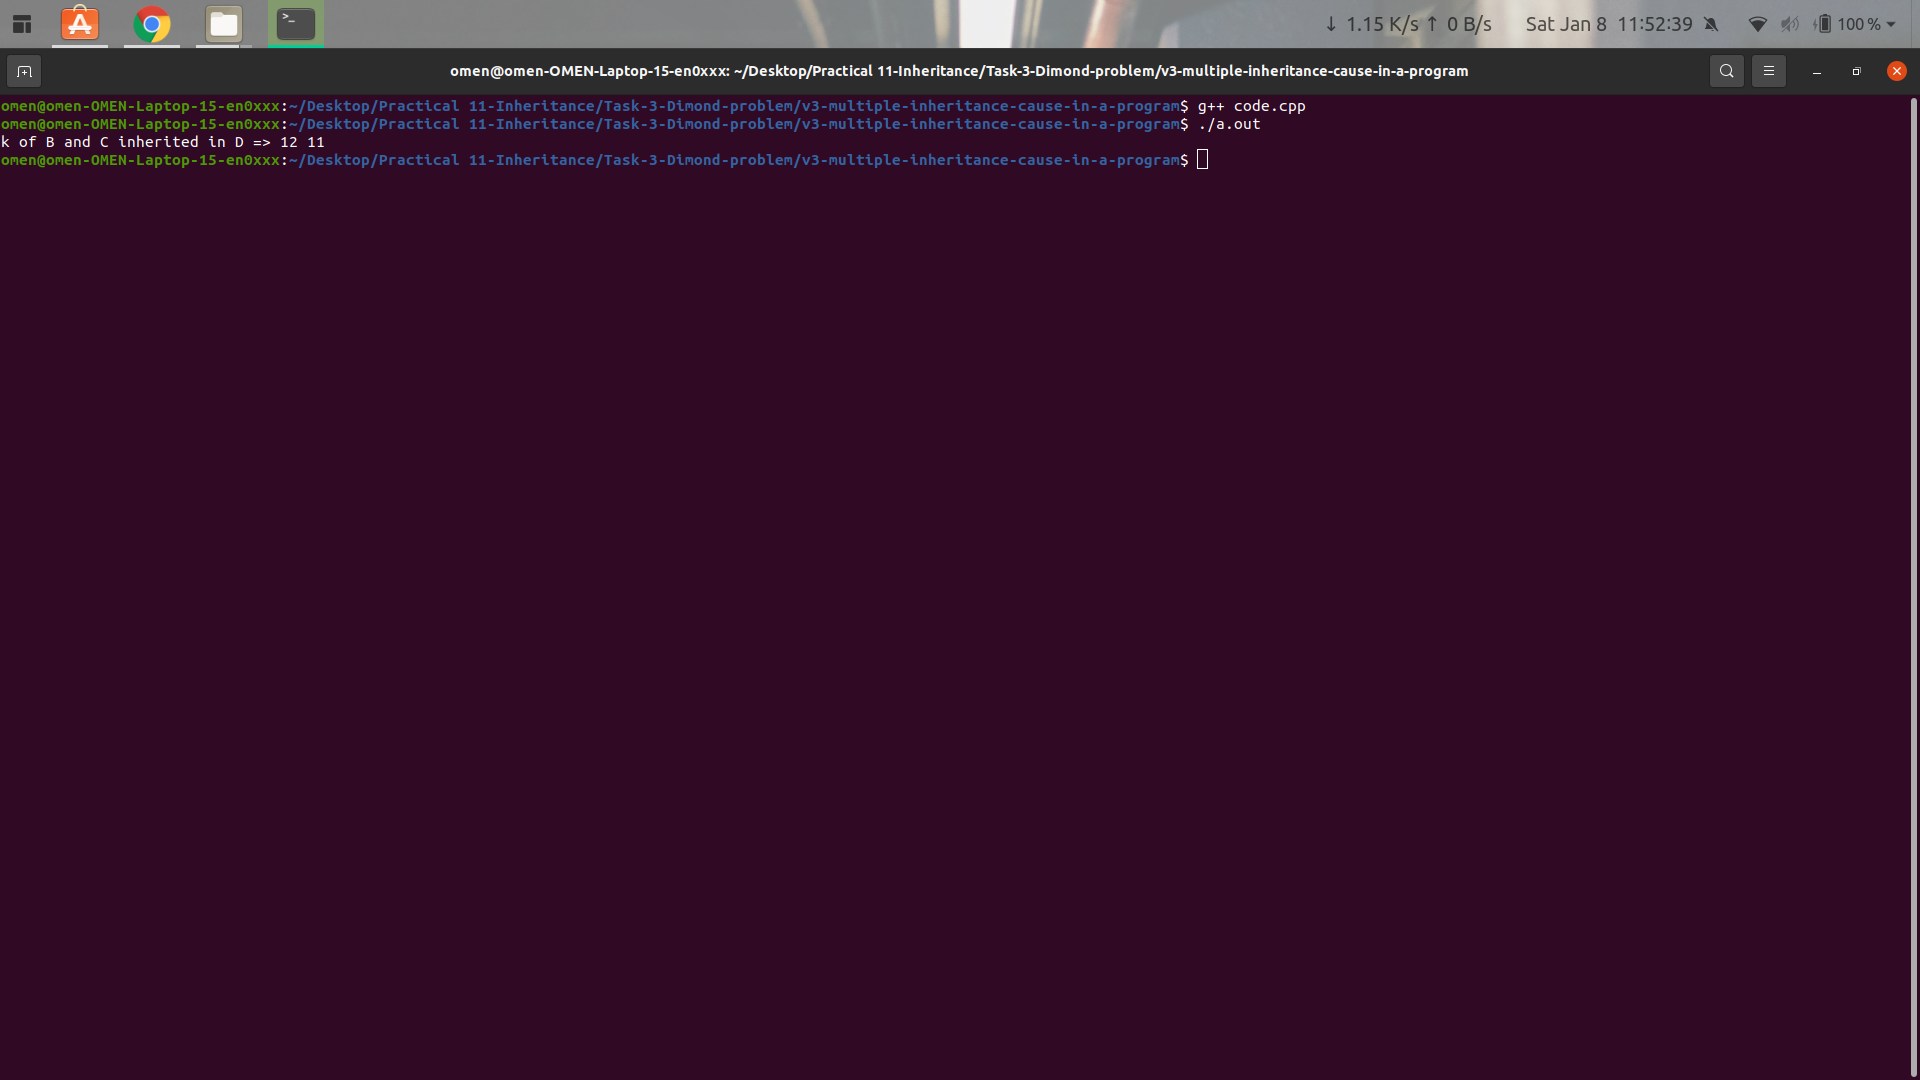 ↓ 1.15 K/s ↑ 0 B/s Sat Jan 8 11:52:39 100 %
omen@omen-OMEN-Laptop-15-en0xxx: ~/Desktop/Practical 11-Inheritance/Task-3-Dimond-problem/v3-multiple-inheritance-cause-in-a-program
omen@omen-OMEN-Laptop-15-en0xxx:~/Desktop/Practical 11-Inheritance/Task-3-Dimond-problem/v3-multiple-inheritance-cause-in-a-program$ g++ code.cpp
omen@omen-OMEN-Laptop-15-en0xxx:~/Desktop/Practical 11-Inheritance/Task-3-Dimond-problem/v3-multiple-inheritance-cause-in-a-program$ ./a.out
k of B and C inherited in D => 12 11
omen@omen-OMEN-Laptop-15-en0xxx:~/Desktop/Practical 11-Inheritance/Task-3-Dimond-problem/v3-multiple-inheritance-cause-in-a-program$